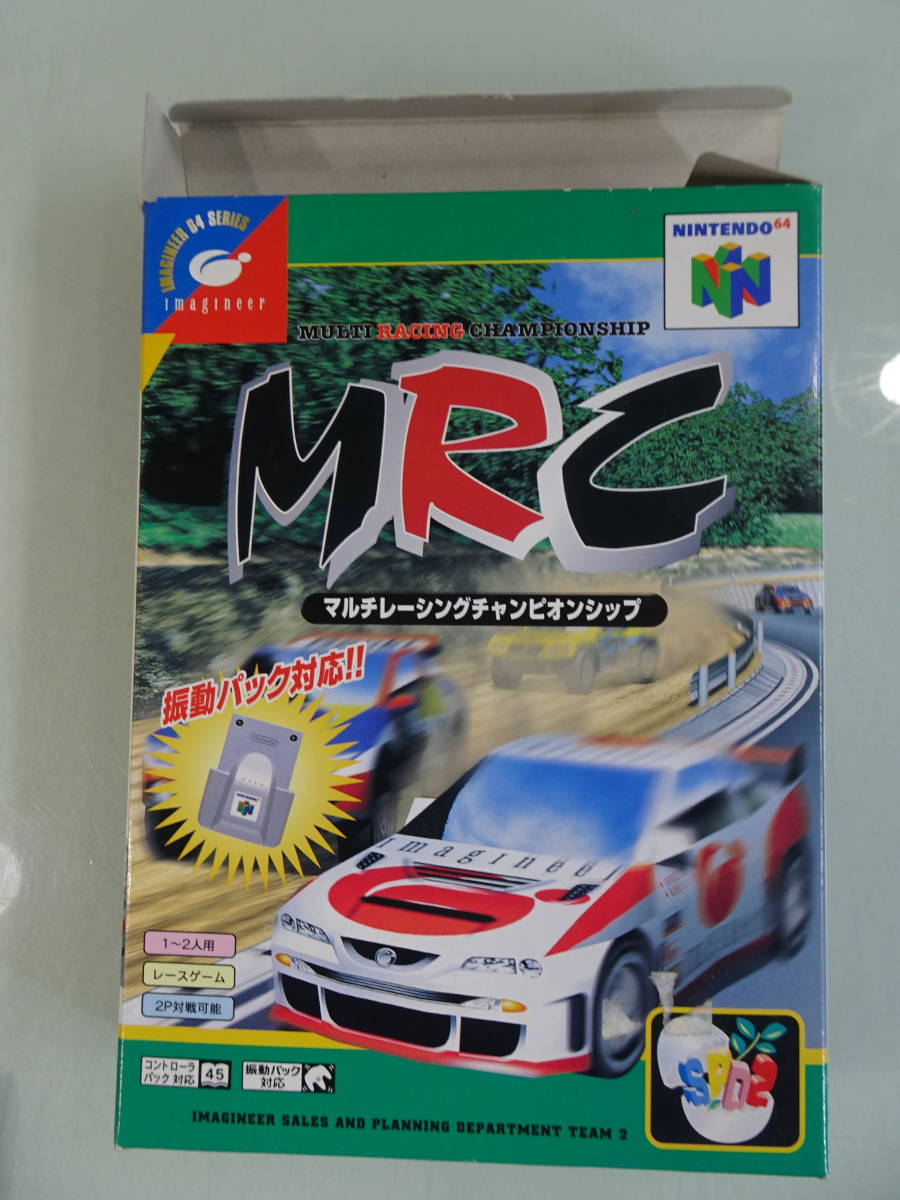 IMAGINEER 64 SERIES
imagineer
NINTENDO64
MULTI RACING CHAMPIONSHIP
MRC
マルチレーシングチャンピオンシップ
振動パック対応!!
NINTENDO64
imagineer
1〜2人用
レースゲーム
2P対戦可能
コントローラ
パック対応
45
振動パック
対応
S.P.D.2
IMAGINEER SALES AND PLANNING DEPARTMENT TEAM 2